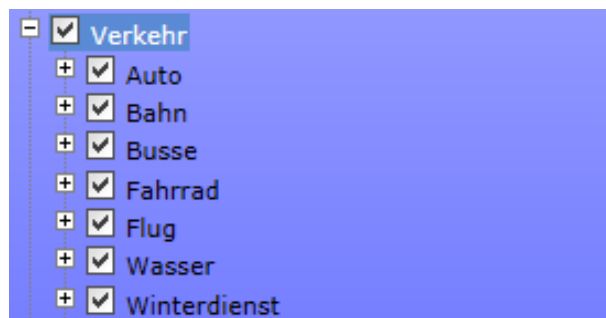 Verkehr
Auto
Bahn
Busse
Fahrrad
Flug
Wasser
Winterdienst